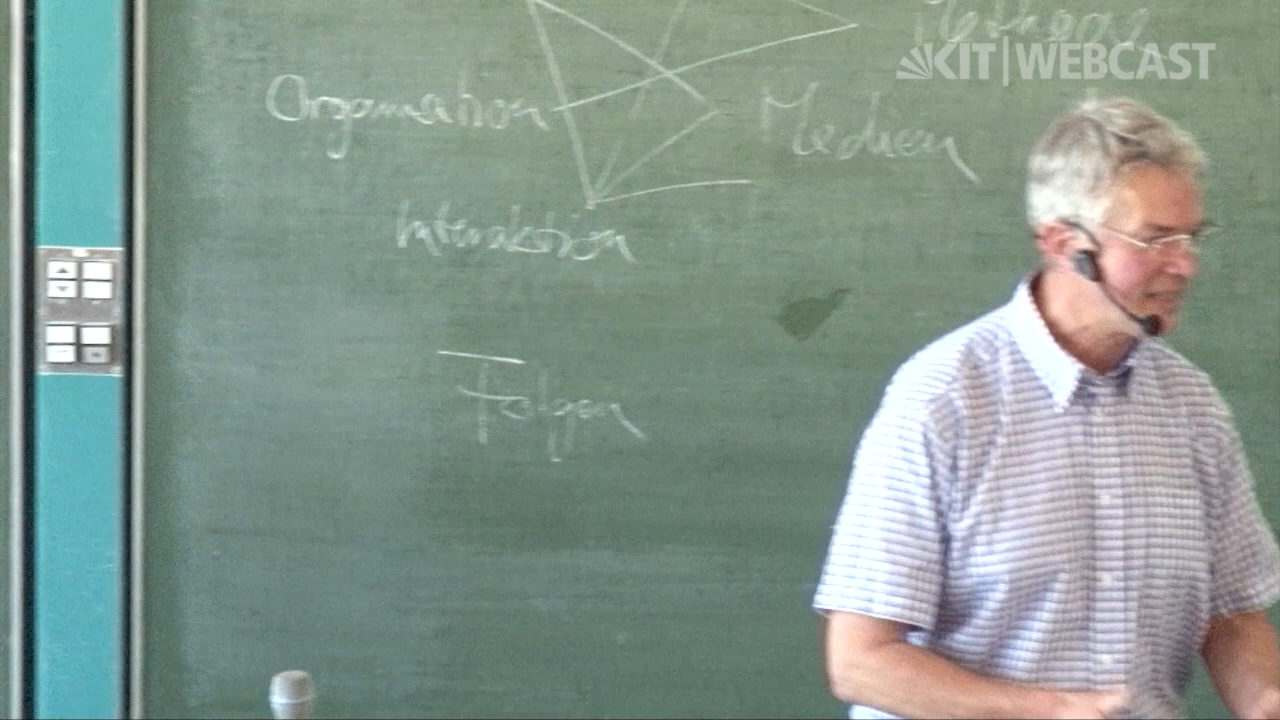 KIT|WEBCAST
Organisation
Medien
Interaktion
Folgen